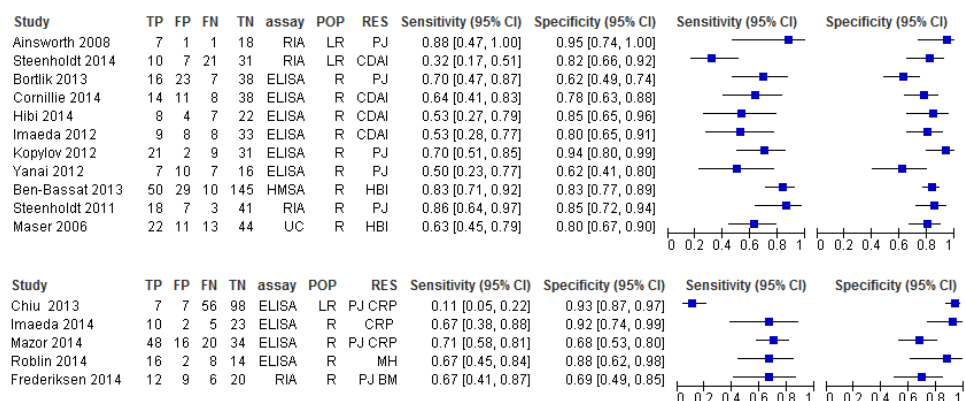 Study TP FP FN TN assay POP RES Sensitivity (95% CI) Specificity (95% CI) Sensitivity (95% CI) Specificity (95% CI)
Ainsworth 2008 7 1 1 18 RIA LR PJ 0.88 [0.47, 1.00] 0.95 [0.74, 1.00]
Steenholdt 2014 10 7 21 31 RIA LR CDAI 0.32 [0.17, 0.51] 0.82 [0.66, 0.92]
Bortlik 2013 16 23 7 38 ELISA R PJ 0.70 [0.47, 0.87] 0.62 [0.49, 0.74]
Cornillie 2014 14 11 8 38 ELISA R CDAI 0.64 [0.41, 0.83] 0.78 [0.63, 0.88]
Hibi 2014 8 4 7 22 ELISA R CDAI 0.53 [0.27, 0.79] 0.85 [0.65, 0.96]
Imaeda 2012 9 8 8 33 ELISA R CDAI 0.53 [0.28, 0.77] 0.80 [0.65, 0.91]
Kopylov 2012 21 2 9 31 ELISA R PJ 0.70 [0.51, 0.85] 0.94 [0.80, 0.99]
Yanai 2012 7 10 7 16 ELISA R PJ 0.50 [0.23, 0.77] 0.62 [0.41, 0.80]
Ben-Bassat 2013 50 29 10 145 HMSA R HBI 0.83 [0.71, 0.92] 0.83 [0.77, 0.89]
Steenholdt 2011 18 7 3 41 RIA R PJ 0.86 [0.64, 0.97] 0.85 [0.72, 0.94]
Maser 2006 22 11 13 44 UC R HBI 0.63 [0.45, 0.79] 0.80 [0.67, 0.90]
0 0.2 0.4 0.6 0.8 1 0 0.2 0.4 0.6 0.8 1
Study TP FP FN TN assay POP RES Sensitivity (95% CI) Specificity (95% CI) Sensitivity (95% CI) Specificity (95% CI)
Chiu 2013 7 7 56 98 ELISA LR PJ CRP 0.11 [0.05, 0.22] 0.93 [0.87, 0.97]
Imaeda 2014 10 2 5 23 ELISA R CRP 0.67 [0.38, 0.88] 0.92 [0.74, 0.99]
Mazor 2014 48 16 20 34 ELISA R PJ CRP 0.71 [0.58, 0.81] 0.68 [0.53, 0.80]
Roblin 2014 16 2 8 14 ELISA R MH 0.67 [0.45, 0.84] 0.88 [0.62, 0.98]
Frederiksen 2014 12 9 6 20 RIA R PJ BM 0.67 [0.41, 0.87] 0.69 [0.49, 0.85]
0 0.2 0.4 0.6 0.8 1 0 0.2 0.4 0.6 0.8 1